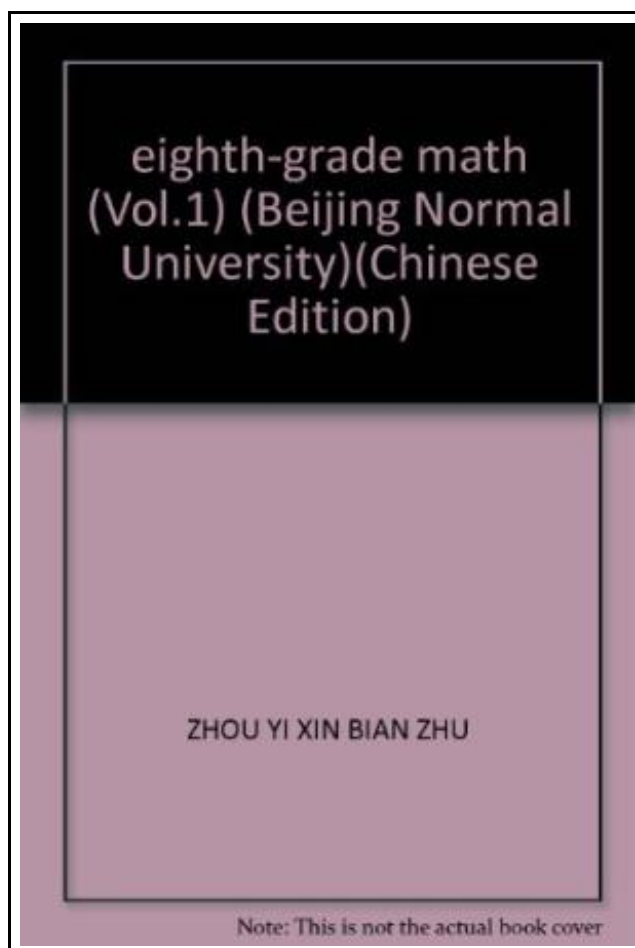 eighth-grade math
(Vol.1) (Beijing Normal
University)(Chinese
Edition)
ZHOU YI XIN BIAN ZHU
Note: This is not the actual book cover